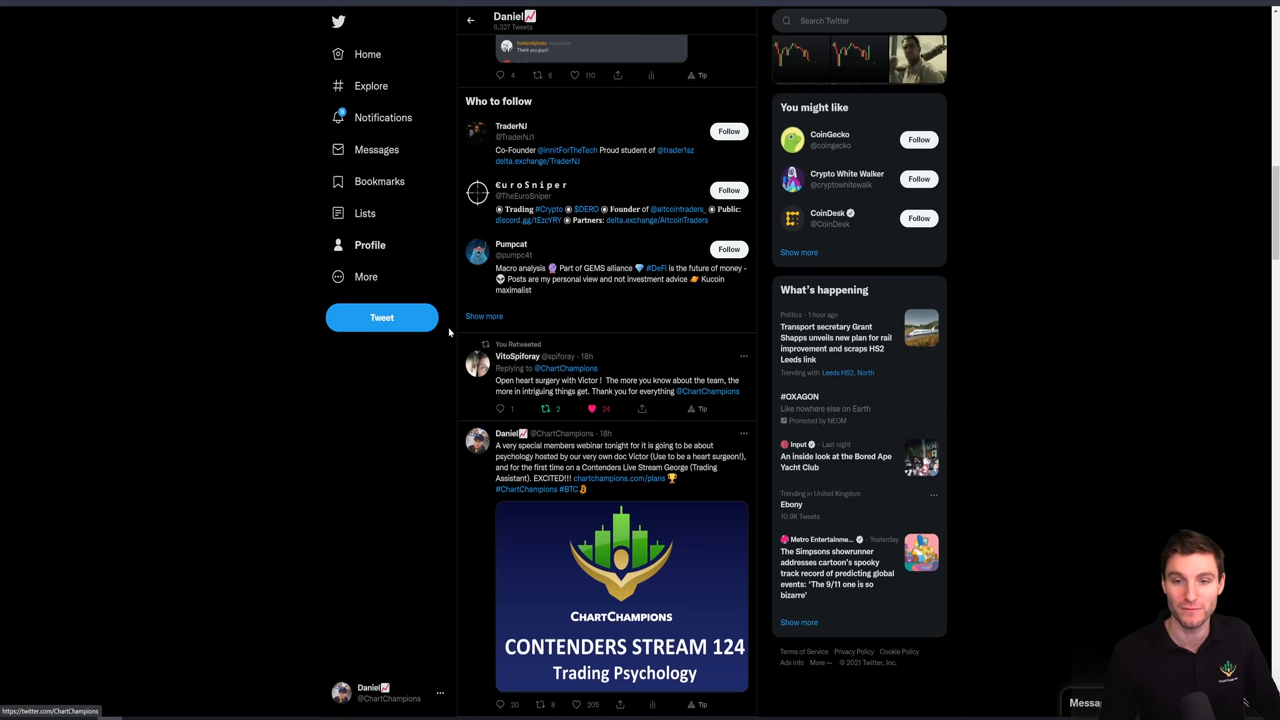 Daniel📈
6,327 Tweets
Search Twitter
Home
Explore
8
Notifications
Messages
Bookmarks
Lists
Profile
More
Tweet
Thank you guys!
4 6 110 Tip
Who to follow
TraderNJ
@TraderNJ1
Follow
Co-Founder @innitForTheTech Proud student of @trader1sz
delta.exchange/TraderNJ
€ u r o S n i p e r
@TheEuroSniper
Follow
◉ Trading #Crypto ◉ $DERO ◉ Founder of @altcointraders_ ◉ Public:
discord.gg/tEzcYRY ◉ Partners: delta.exchange/AltcoinTraders
Pumpcat
@pumpc4t
Follow
Macro analysis 🔮 Part of GEMS alliance 💎 #DeFi is the future of money -
💀 Posts are my personal view and not investment advice 🪐 Kucoin
maximalist
Show more
You Retweeted
VitoSpiforay @spiforay · 18h
Replying to @ChartChampions
Open heart surgery with Victor ! The more you know about the team, the
more in intriguing things get. Thank you for everything @ChartChampions
1 2 24 Tip
Daniel📈 @ChartChampions · 18h
A very special members webinar tonight for it is going to be about
psychology hosted by our very own doc Victor (Use to be a heart surgeon!),
and for the first time on a Contenders Live Stream George (Trading
Assistant). EXCITED!!! chartchampions.com/plans 🏆
#ChartChampions #BTC
CHARTCHAMPIONS
CONTENDERS STREAM 124
Trading Psychology
20 8 205 Tip
You might like
CoinGecko
@coingecko
Follow
Crypto White Walker
@cryptowhitewalk
Follow
CoinDesk
@CoinDesk
Follow
Show more
What's happening
Politics · 1 hour ago
Transport secretary Grant
Shapps unveils new plan for rail
improvement and scraps HS2
Leeds link
Trending with Leeds HS2, North
#OXAGON
Like nowhere else on Earth
Promoted by NEOM
Input · Last night
An inside look at the Bored Ape
Yacht Club
Trending in United Kingdom
Ebony
10.9K Tweets
Metro Entertainme... · Yesterday
The Simpsons showrunner
addresses cartoon's spooky
track record of predicting global
events: 'The 9/11 one is so
bizarre'
Show more
Terms of Service Privacy Policy Cookie Policy
Ads info More ··· © 2021 Twitter, Inc.
Daniel📈
@ChartChampions
https://twitter.com/ChartChampions
Messa